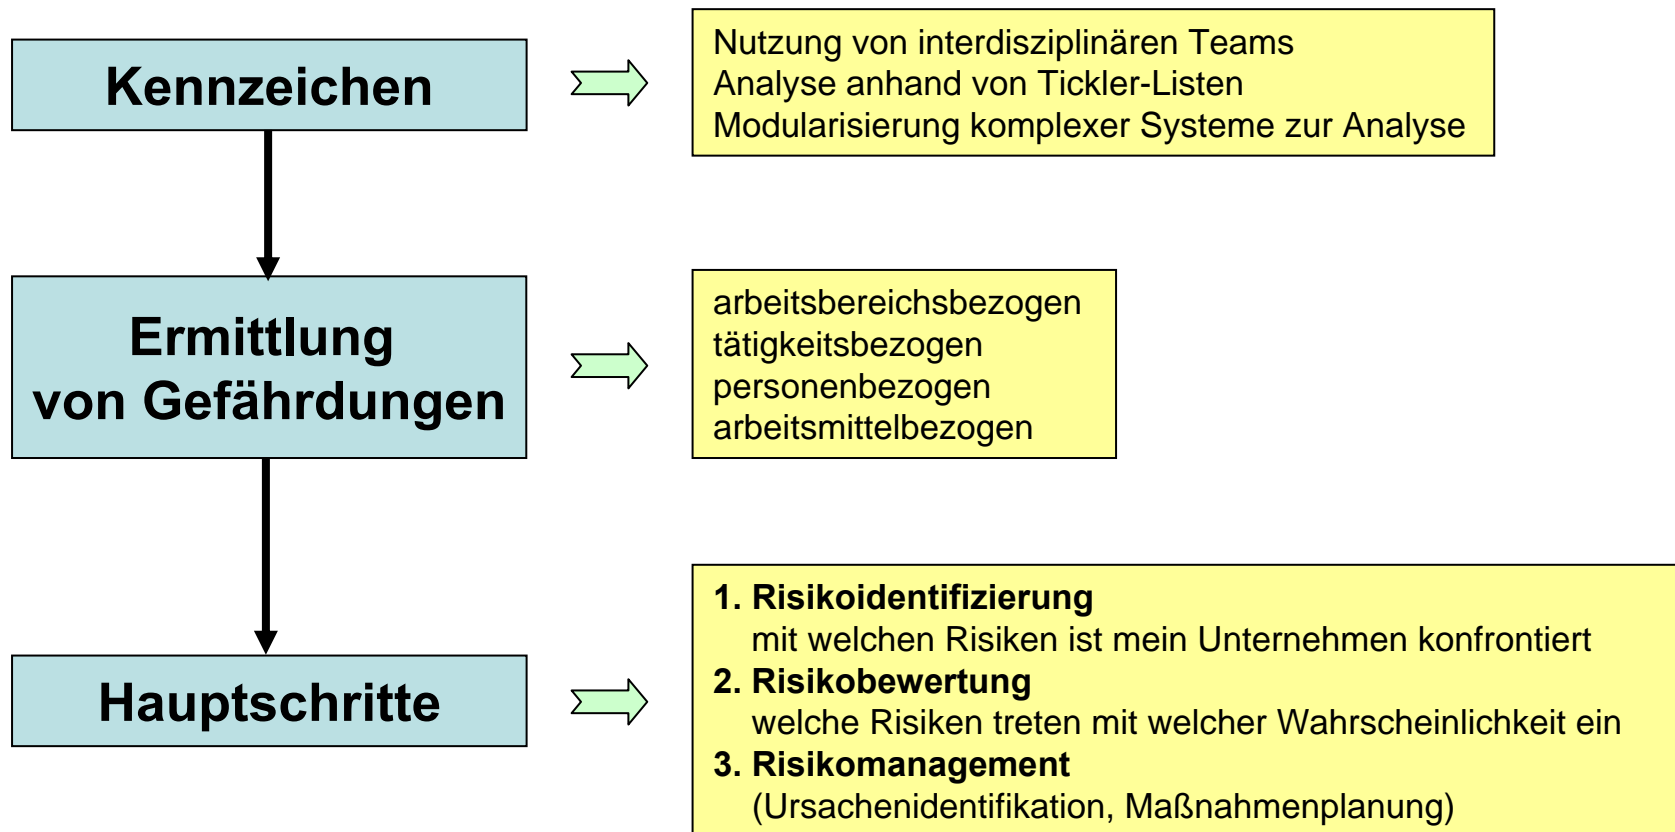 Kennzeichen
Nutzung von interdisziplinären Teams
Analyse anhand von Tickler-Listen
Modularisierung komplexer Systeme zur Analyse
Ermittlung
von Gefährdungen
arbeitsbereichsbezogen
tätigkeitsbezogen
personenbezogen
arbeitsmittelbezogen
Hauptschritte
1. Risikoidentifizierung
mit welchen Risiken ist mein Unternehmen konfrontiert
2. Risikobewertung
welche Risiken treten mit welcher Wahrscheinlichkeit ein
3. Risikomanagement
(Ursachenidentifikation, Maßnahmenplanung)